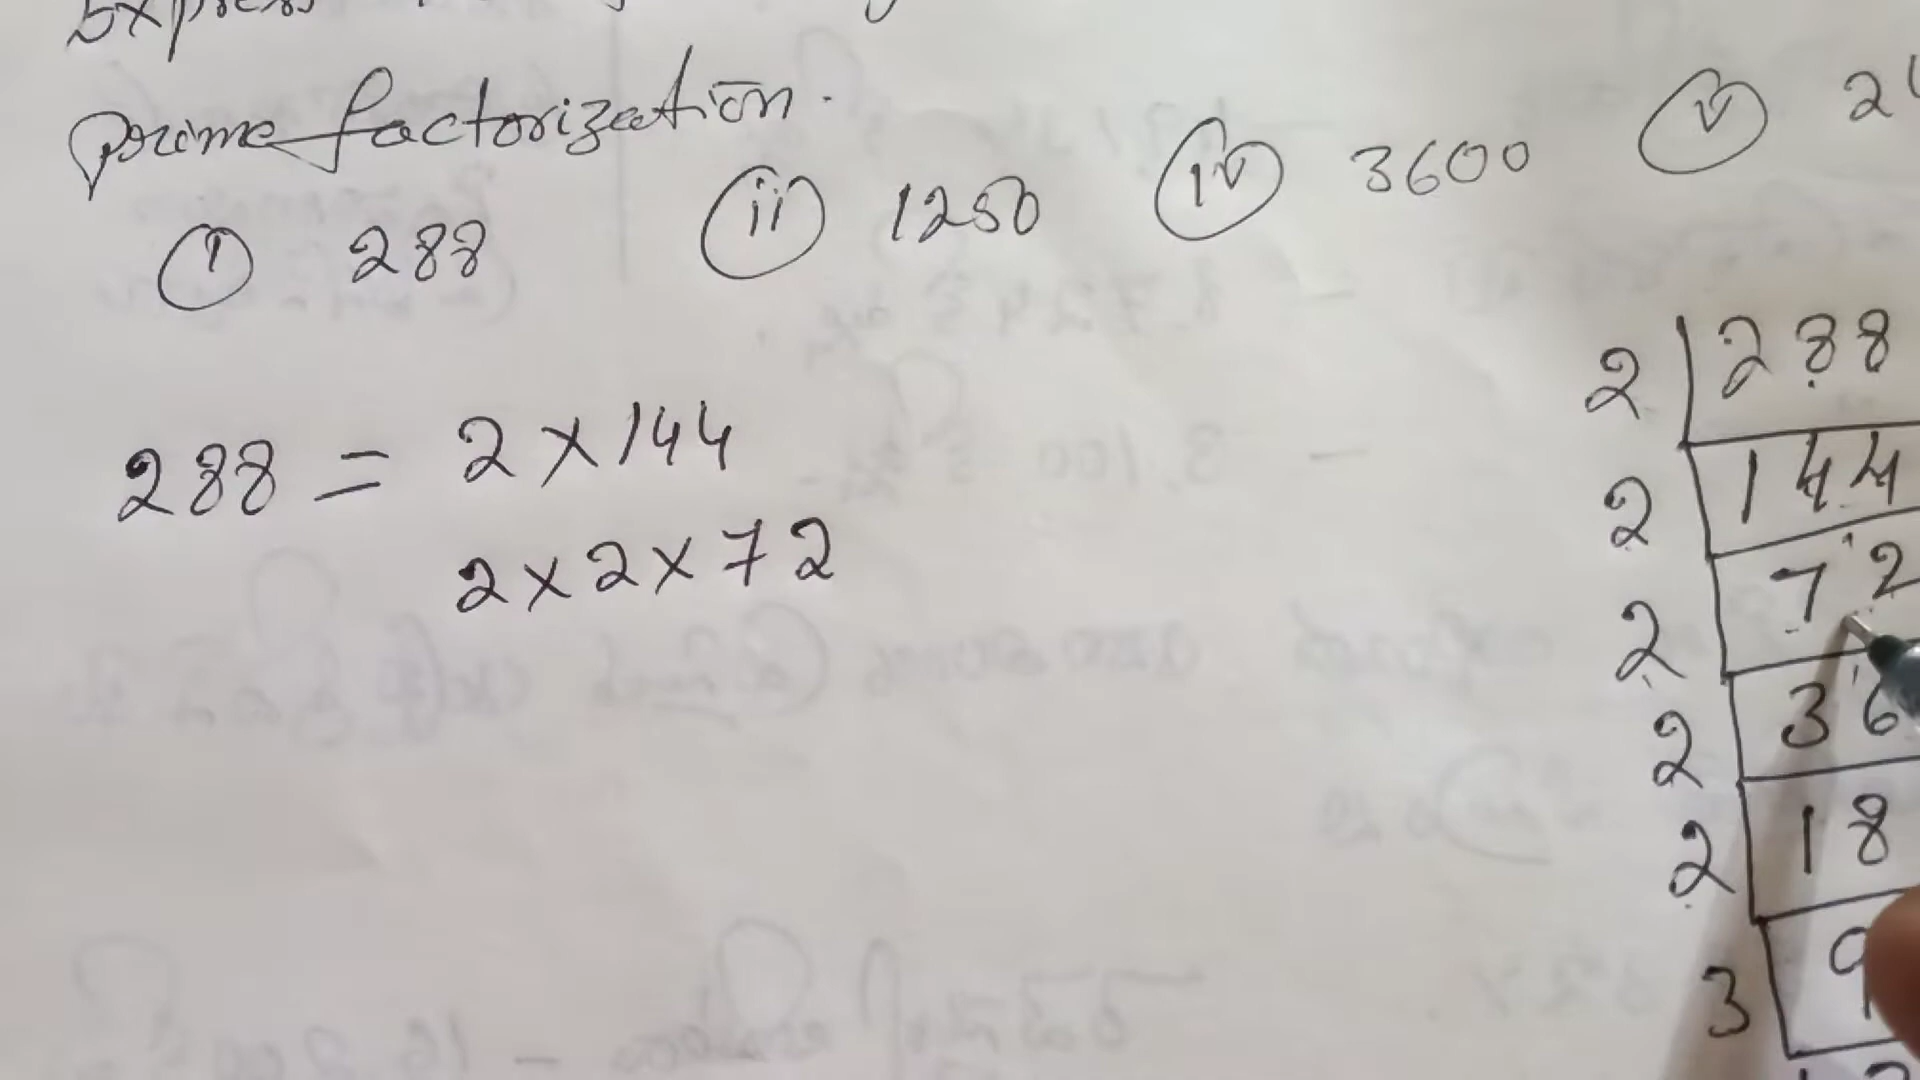 prime factorization.
i 288 ii 1250 iv 3600 v 2
288 = 2 × 144
2 × 2 × 72
2 | 288
2 | 144
2 | 72
2 | 36
2 | 18
3 | 9